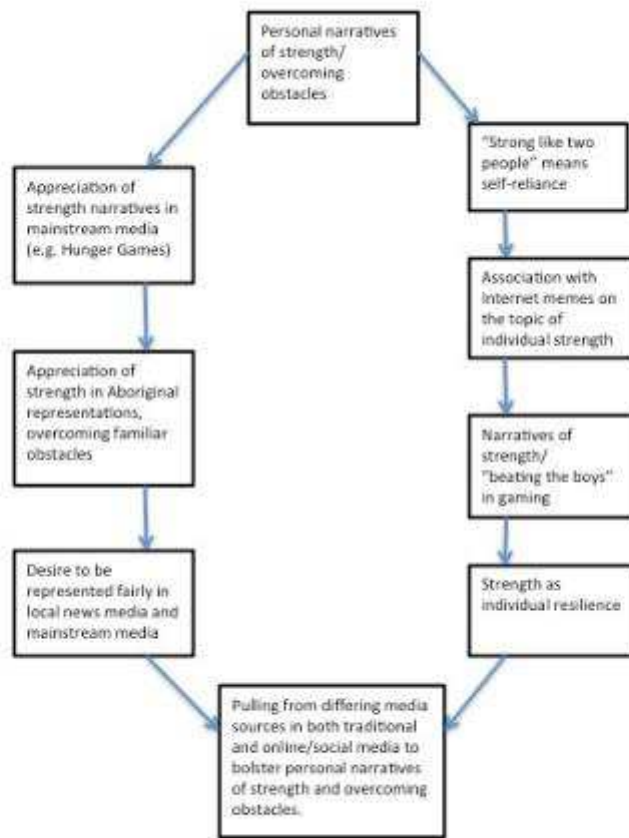 Personal narratives
of strength/
overcoming
obstacles
"Strong like two
people" means
self-reliance
Appreciation of
strength narratives in
mainstream media
(e.g. Hunger Games)
Association with
Internet memes on
the topic of
individual strength
Appreciation of
strength in Aboriginal
representations,
overcoming familiar
obstacles
Narratives of
strength/
"beating the boys"
in gaming
Desire to be
represented fairly in
local news media and
mainstream media
Strength as
individual resilience
Pulling from differing media
sources in both traditional
and online/social media to
bolster personal narratives
of strength and overcoming
obstacles.